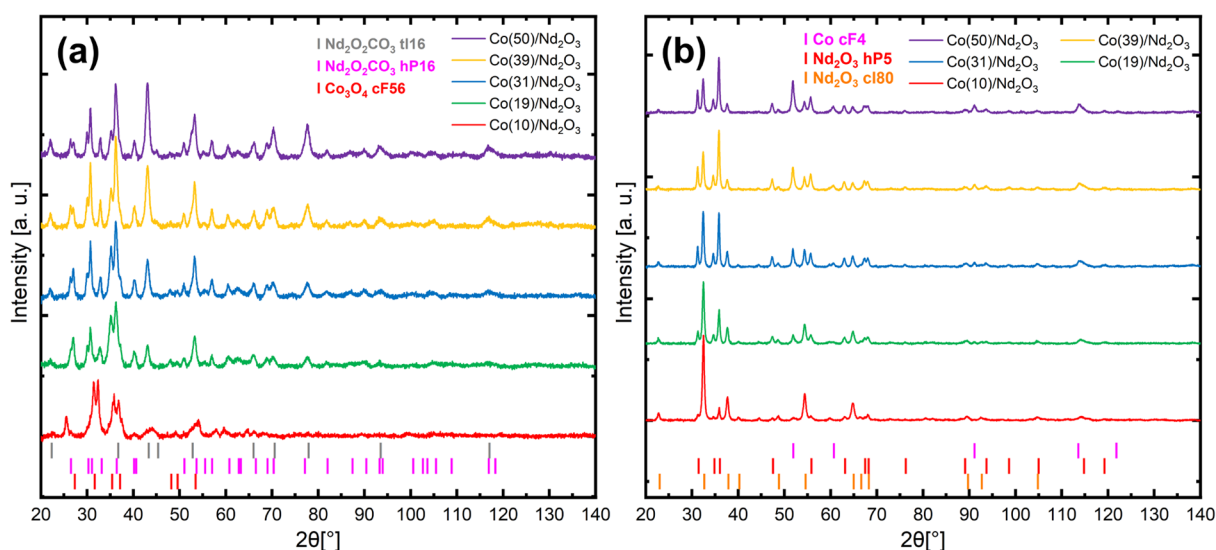 (a)
I Nd₂O₂CO₃ tI16
I Nd₂O₂CO₃ hP16
I Co₃O₄ cF56
Co(50)/Nd₂O₃
Co(39)/Nd₂O₃
Co(31)/Nd₂O₃
Co(19)/Nd₂O₃
Co(10)/Nd₂O₃
Intensity [a. u.]
20 30 40 50 60 70 80 90 100 110 120 130 140
2θ[°]
(b)
I Co cF4
I Nd₂O₃ hP5
I Nd₂O₃ cI80
Co(50)/Nd₂O₃
Co(31)/Nd₂O₃
Co(10)/Nd₂O₃
Co(39)/Nd₂O₃
Co(19)/Nd₂O₃
Intensity [a. u.]
20 30 40 50 60 70 80 90 100 110 120 130 140
2θ[°]